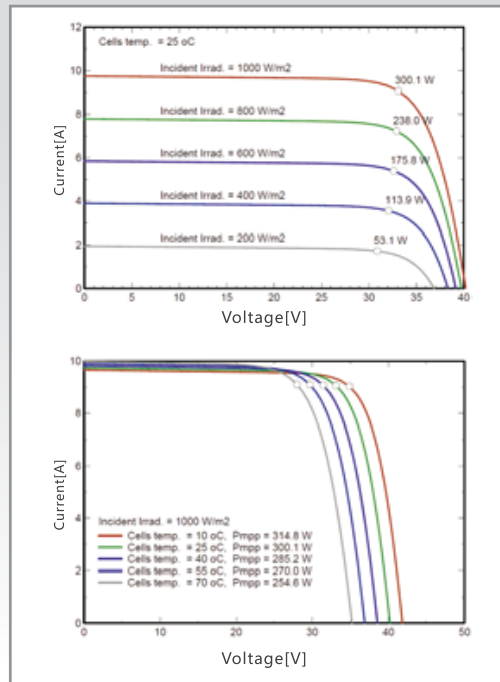 12
Cells temp. = 25 oC
Incident Irrad. = 1000 W/m2
300.1 W
10
Incident Irrad. = 800 W/m2
238.0 W
8
Incident Irrad. = 600 W/m2
175.8 W
6
Incident Irrad. = 400 W/m2
113.9 W
4
Incident Irrad. = 200 W/m2
53.1 W
2
0
Current[A]
0 5 10 15 20 25 30 35 40
Voltage[V]
10
8
6
4
2
0
Current[A]
Incident Irrad. = 1000 W/m2
Cells temp. = 10 oC, Pmpp = 314.8 W
Cells temp. = 25 oC, Pmpp = 300.1 W
Cells temp. = 40 oC, Pmpp = 285.2 W
Cells temp. = 55 oC, Pmpp = 270.0 W
Cells temp. = 70 oC, Pmpp = 254.6 W
0 10 20 30 40 50
Voltage[V]